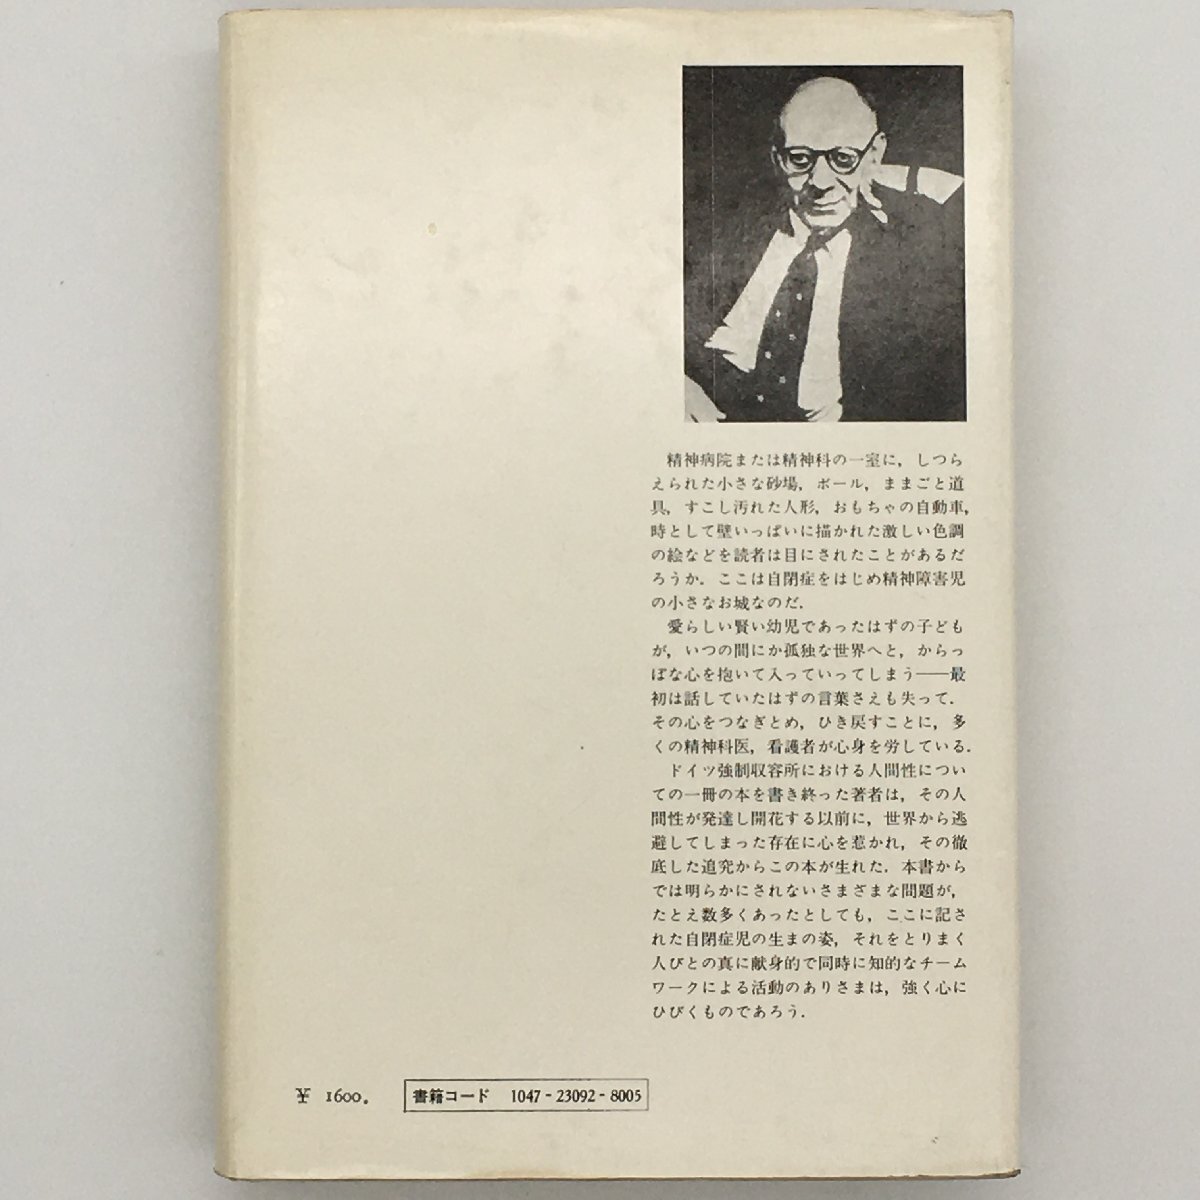 精神病院または精神科の一室に，しつら
えられた小さな砂場，ボール，ままごと道
具，すこし汚れた人形，おもちゃの自動車，
時として壁いっぱいに描かれた激しい色調
の絵などを読者は目にされたことがあるだ
ろうか．ここは自閉症をはじめ精神障害児
の小さなお城なのだ．
愛らしい賢い幼児であったはずの子ども
が，いつの間にか孤独な世界へと，からっ
ぽな心を抱いて入っていってしまう――最
初は話していたはずの言葉さえも失って．
その心をつなぎとめ，ひき戻すことに，多
くの精神科医，看護者が心身を労している．
ドイツ強制収容所における人間性につい
ての一冊の本を書き終った著者は，その人
間性が発達し開花する以前に，世界から逃
避してしまった存在に心を惹かれ，その徹
底した追究からこの本が生れた．本書から
では明らかにされないさまざまな問題が，
たとえ数多くあったとしても，ここに記さ
れた自閉症児の生まの姿，それをとりまく
人びとの真に献身的で同時に知的なチーム
ワークによる活動のありさまは，強く心に
ひびくものであろう．
¥ 1600.
書籍コード 1047-23092-8005